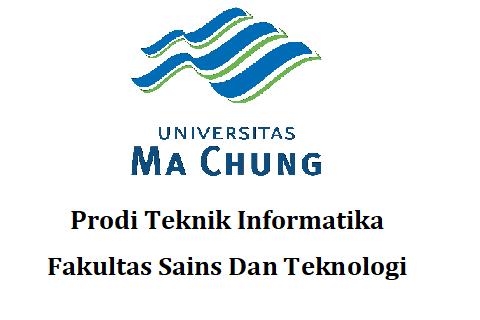 UNIVERSITAS
MA CHUNG
Prodi Teknik Informatika
Fakultas Sains Dan Teknologi